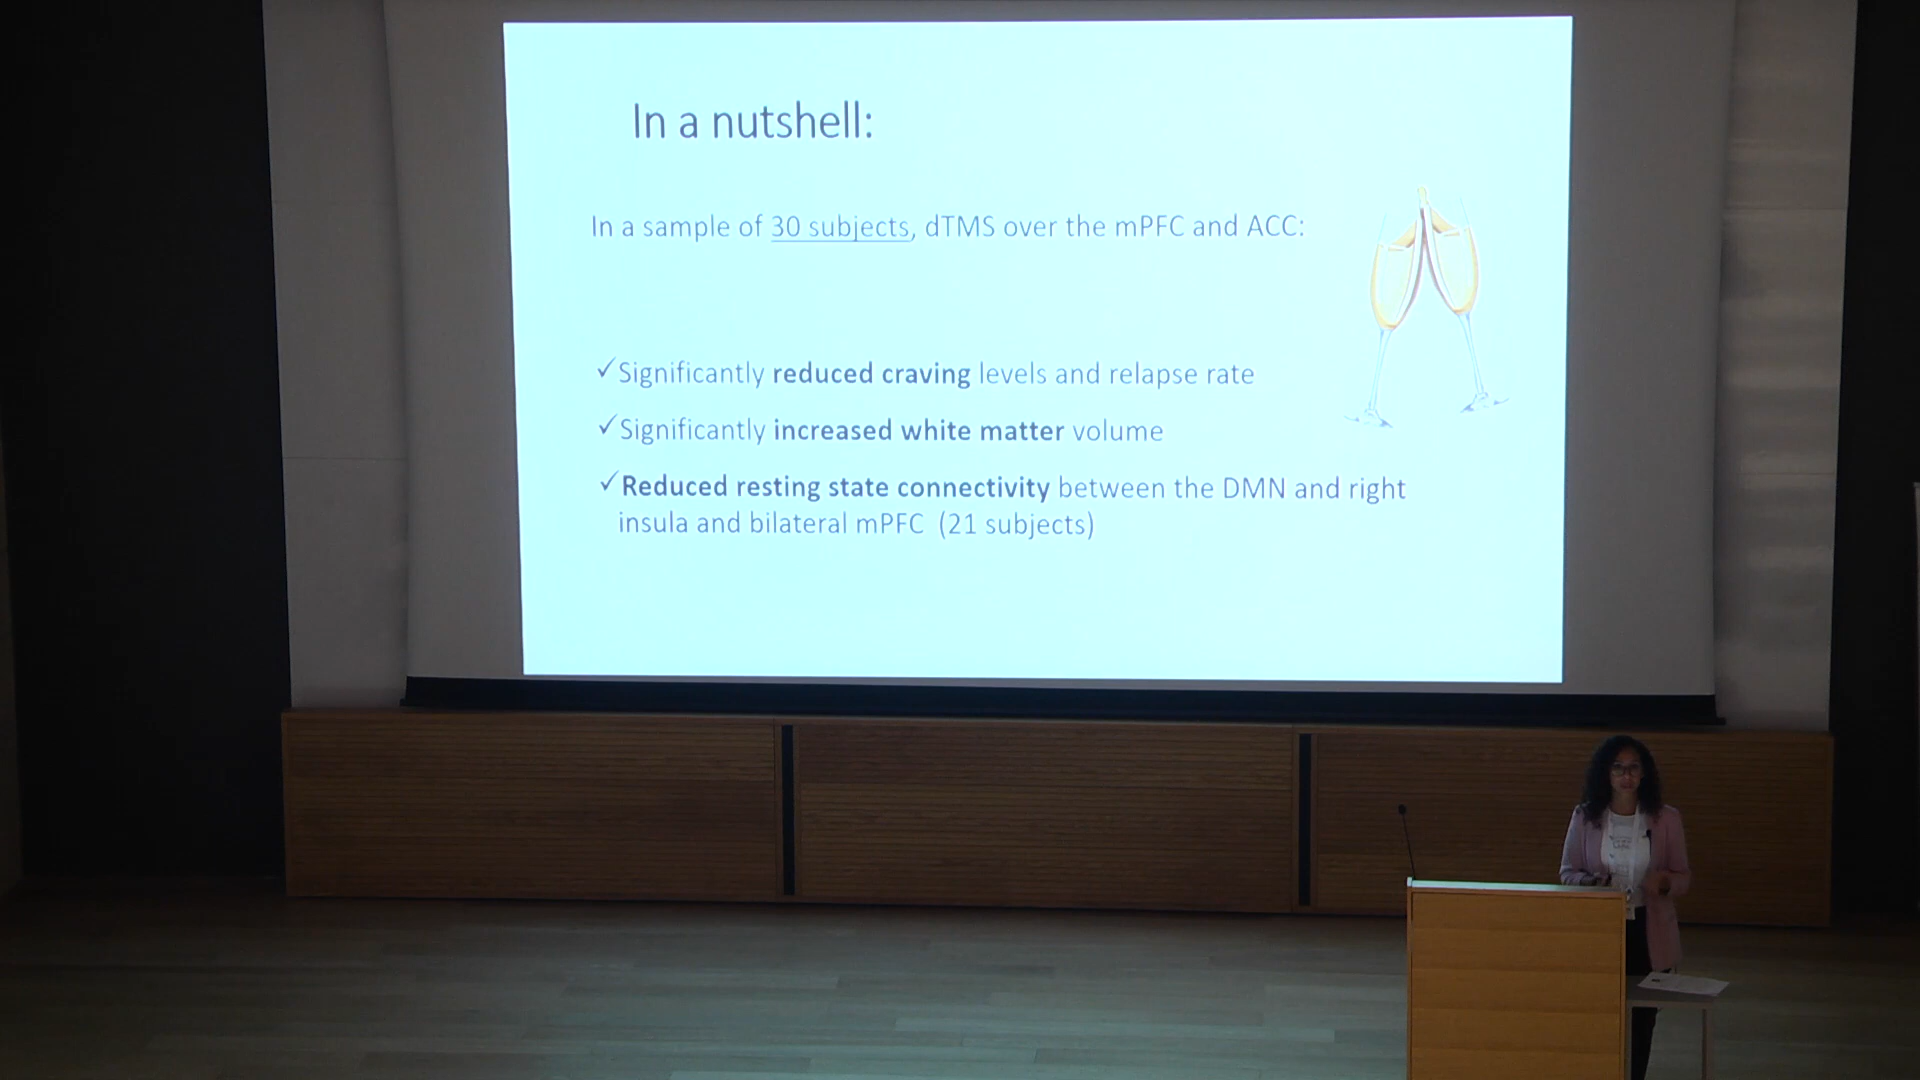 In a nutshell:
In a sample of 30 subjects, dTMS over the mPFC and ACC:
✓Significantly reduced craving levels and relapse rate
✓Significantly increased white matter volume
✓Reduced resting state connectivity between the DMN and right
insula and bilateral mPFC (21 subjects)